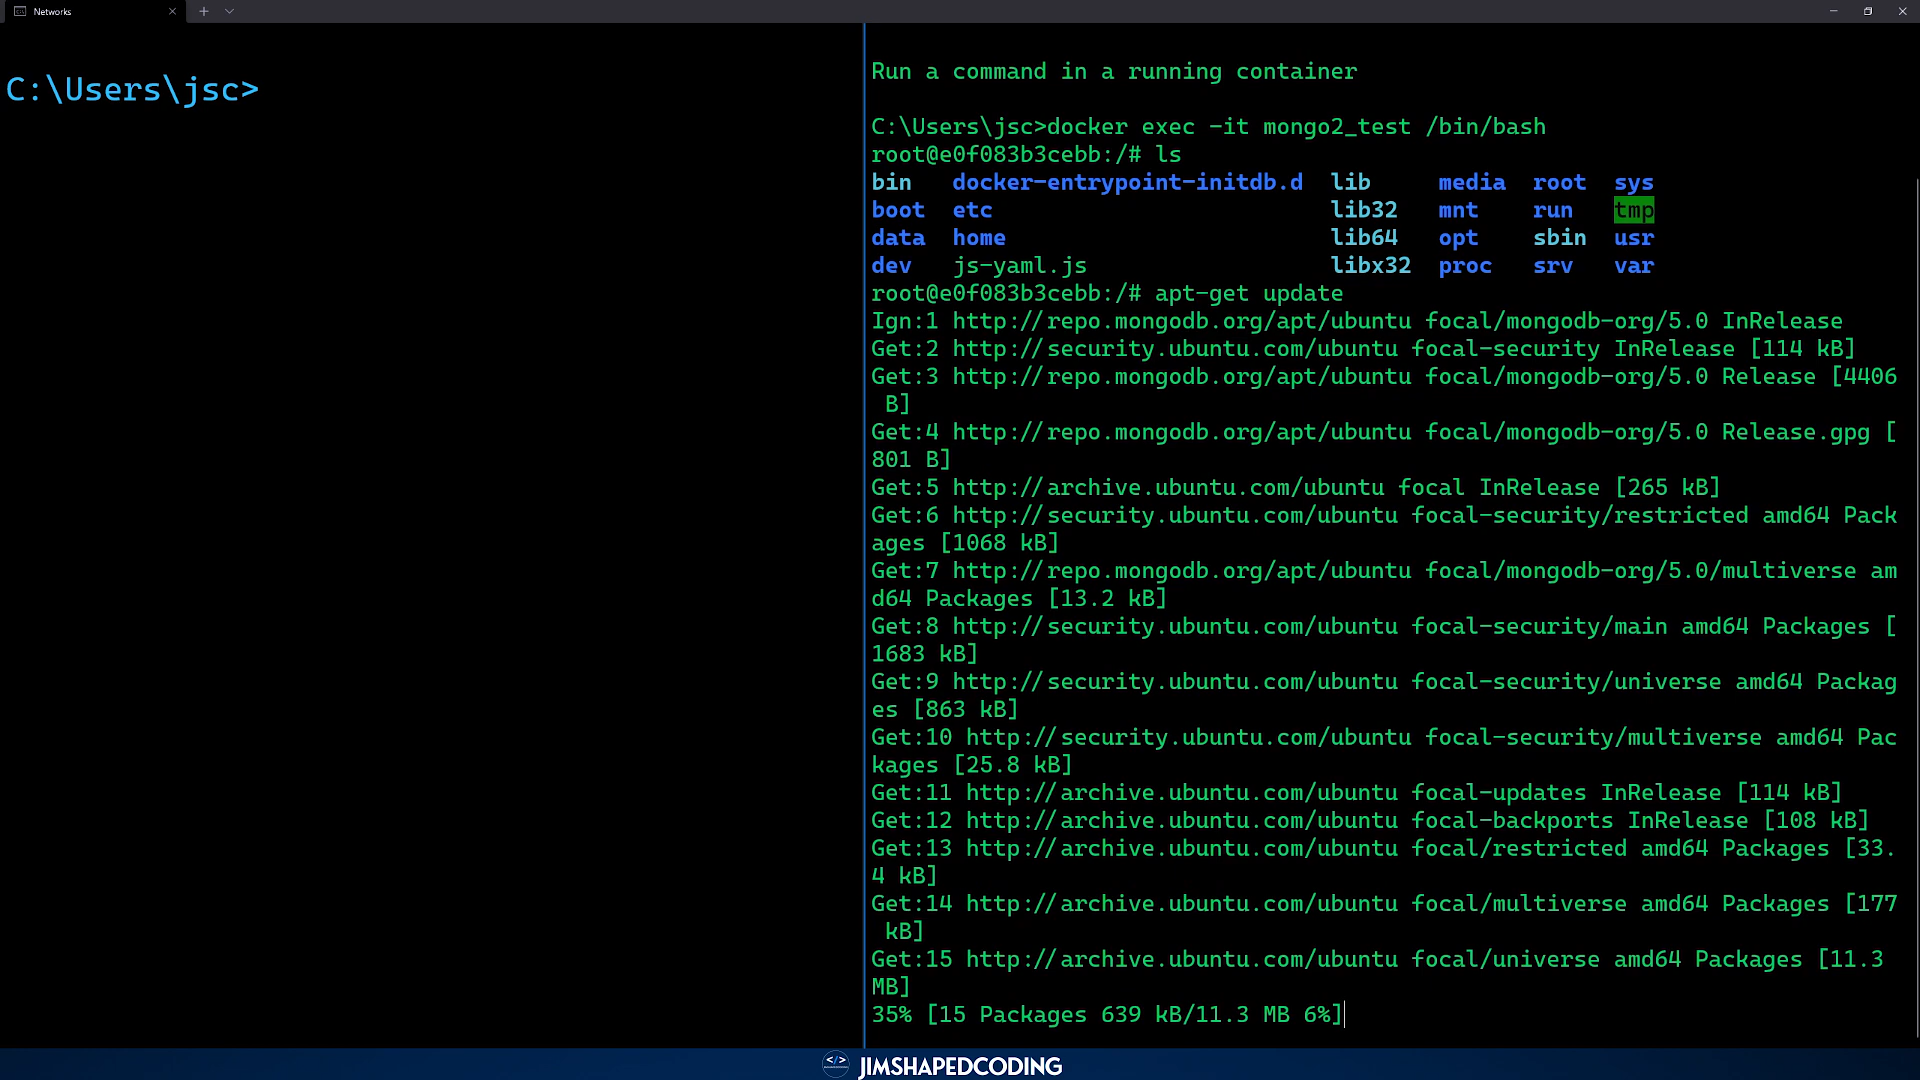 Networks
C:\Users\jsc>
Run a command in a running container
C:\Users\jsc>docker exec -it mongo2_test /bin/bash
root@e0f083b3cebb:/# ls
bin docker-entrypoint-initdb.d lib media root sys
boot etc lib32 mnt run tmp
data home lib64 opt sbin usr
dev js-yaml.js libx32 proc srv var
root@e0f083b3cebb:/# apt-get update
Ign:1 http://repo.mongodb.org/apt/ubuntu focal/mongodb-org/5.0 InRelease
Get:2 http://security.ubuntu.com/ubuntu focal-security InRelease [114 kB]
Get:3 http://repo.mongodb.org/apt/ubuntu focal/mongodb-org/5.0 Release [4406
B]
Get:4 http://repo.mongodb.org/apt/ubuntu focal/mongodb-org/5.0 Release.gpg [
801 B]
Get:5 http://archive.ubuntu.com/ubuntu focal InRelease [265 kB]
Get:6 http://security.ubuntu.com/ubuntu focal-security/restricted amd64 Pack
ages [1068 kB]
Get:7 http://repo.mongodb.org/apt/ubuntu focal/mongodb-org/5.0/multiverse am
d64 Packages [13.2 kB]
Get:8 http://security.ubuntu.com/ubuntu focal-security/main amd64 Packages [
1683 kB]
Get:9 http://security.ubuntu.com/ubuntu focal-security/universe amd64 Packag
es [863 kB]
Get:10 http://security.ubuntu.com/ubuntu focal-security/multiverse amd64 Pac
kages [25.8 kB]
Get:11 http://archive.ubuntu.com/ubuntu focal-updates InRelease [114 kB]
Get:12 http://archive.ubuntu.com/ubuntu focal-backports InRelease [108 kB]
Get:13 http://archive.ubuntu.com/ubuntu focal/restricted amd64 Packages [33.
4 kB]
Get:14 http://archive.ubuntu.com/ubuntu focal/multiverse amd64 Packages [177
kB]
Get:15 http://archive.ubuntu.com/ubuntu focal/universe amd64 Packages [11.3
MB]
35% [15 Packages 639 kB/11.3 MB 6%]
</> JIMSHAPEDCODING